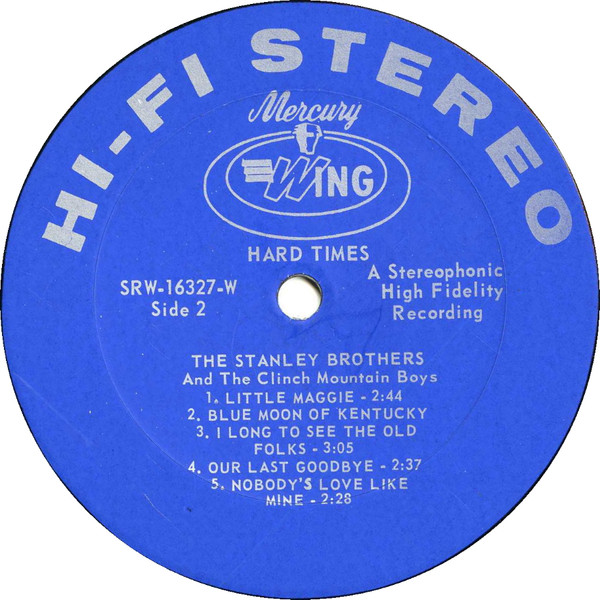 HI-FI STEREO
Mercury
WING
HARD TIMES
SRW-16327-W
Side 2
A Stereophonic
High Fidelity
Recording
THE STANLEY BROTHERS
And The Clinch Mountain Boys
1. LITTLE MAGGIE - 2:44
2. BLUE MOON OF KENTUCKY
3. I LONG TO SEE THE OLD
FOLKS - 3:05
4. OUR LAST GOODBYE - 2:37
5. NOBODY'S LOVE LIKE
MINE - 2:28